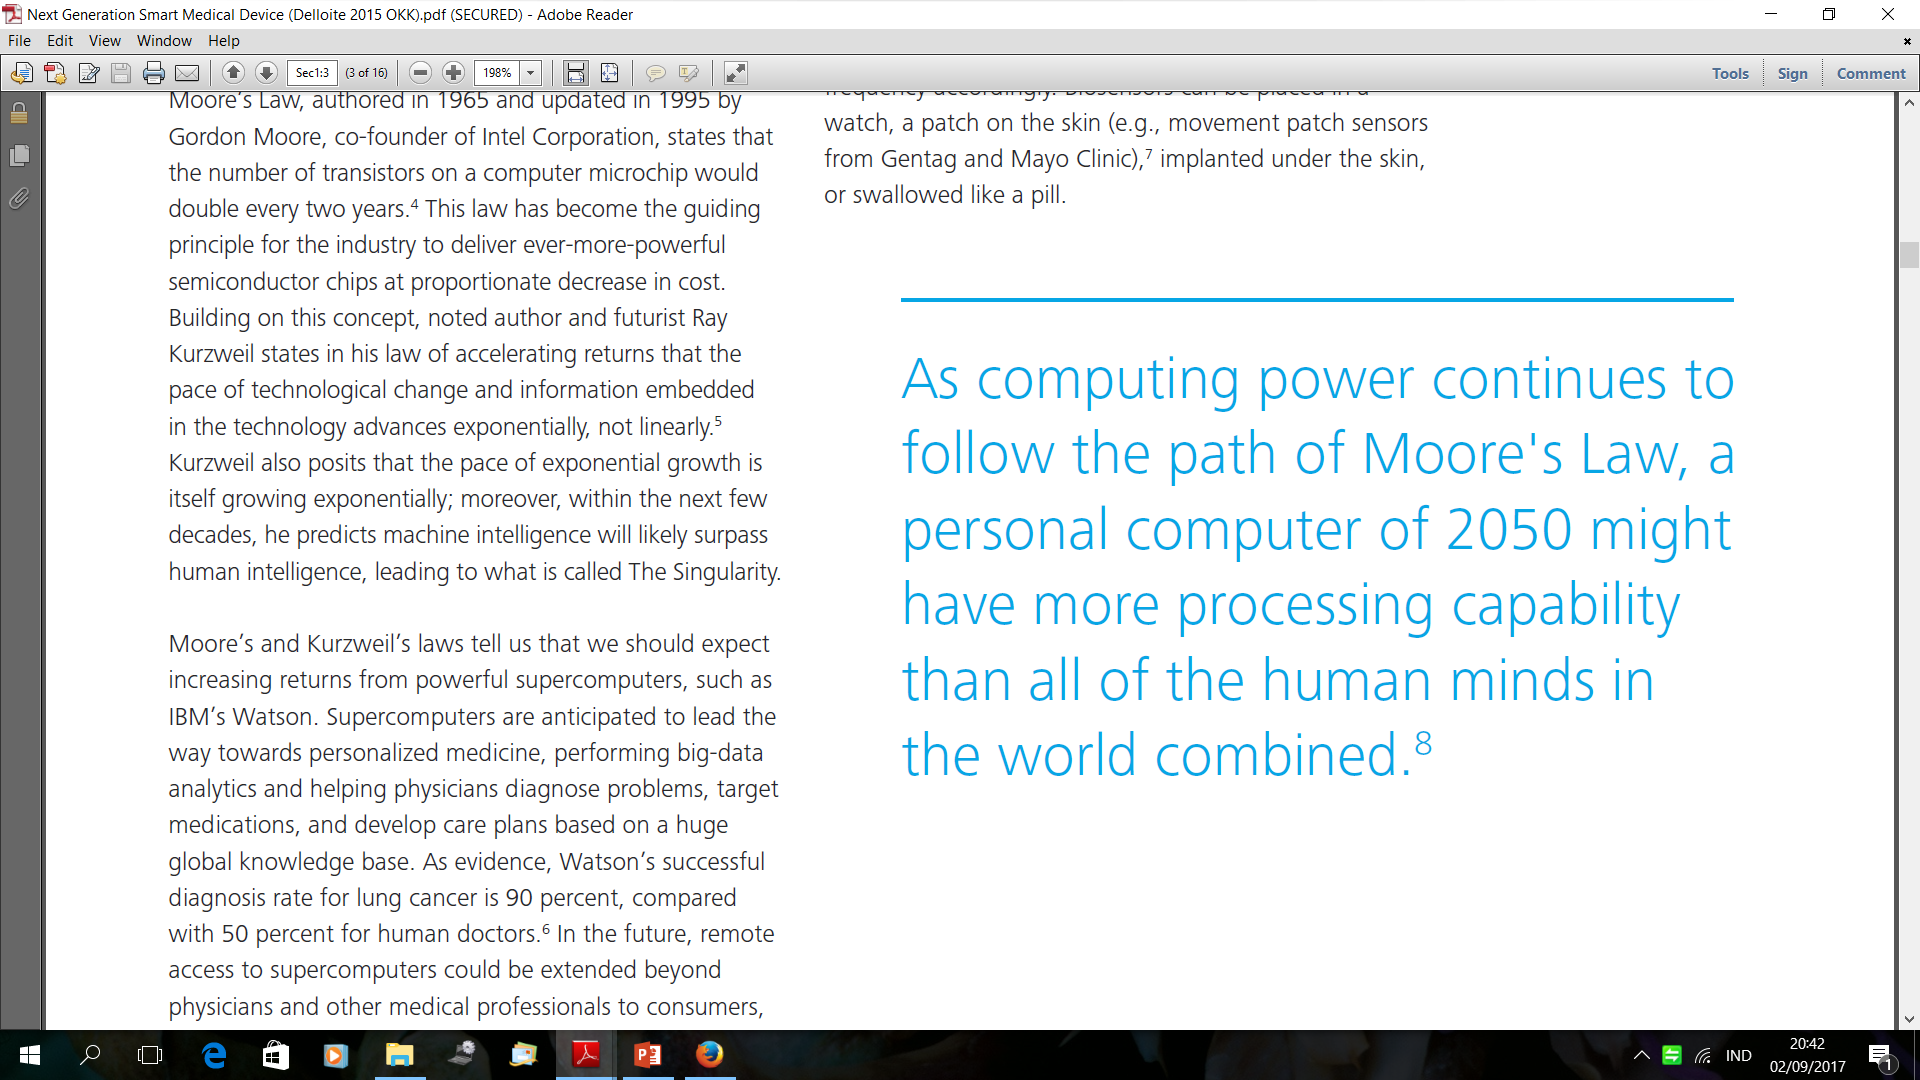 Next Generation Smart Medical Device (Delloite 2015 OKK).pdf (SECURED) - Adobe Reader
File Edit View Window Help
Sec1:3 (3 of 16) 198% Tools Sign Comment
Moore’s Law, authored in 1965 and updated in 1995 by
Gordon Moore, co-founder of Intel Corporation, states that
the number of transistors on a computer microchip would
double every two years.⁴ This law has become the guiding
principle for the industry to deliver ever-more-powerful
semiconductor chips at proportionate decrease in cost.
Building on this concept, noted author and futurist Ray
Kurzweil states in his law of accelerating returns that the
pace of technological change and information embedded
in the technology advances exponentially, not linearly.⁵
Kurzweil also posits that the pace of exponential growth is
itself growing exponentially; moreover, within the next few
decades, he predicts machine intelligence will likely surpass
human intelligence, leading to what is called The Singularity.
Moore’s and Kurzweil’s laws tell us that we should expect
increasing returns from powerful supercomputers, such as
IBM’s Watson. Supercomputers are anticipated to lead the
way towards personalized medicine, performing big-data
analytics and helping physicians diagnose problems, target
medications, and develop care plans based on a huge
global knowledge base. As evidence, Watson’s successful
diagnosis rate for lung cancer is 90 percent, compared
with 50 percent for human doctors.⁶ In the future, remote
access to supercomputers could be extended beyond
physicians and other medical professionals to consumers,
frequency accordingly. Biosensors can be placed in a
watch, a patch on the skin (e.g., movement patch sensors
from Gentag and Mayo Clinic),⁷ implanted under the skin,
or swallowed like a pill.
As computing power continues to
follow the path of Moore's Law, a
personal computer of 2050 might
have more processing capability
than all of the human minds in
the world combined.⁸
IND
20:42
02/09/2017
1